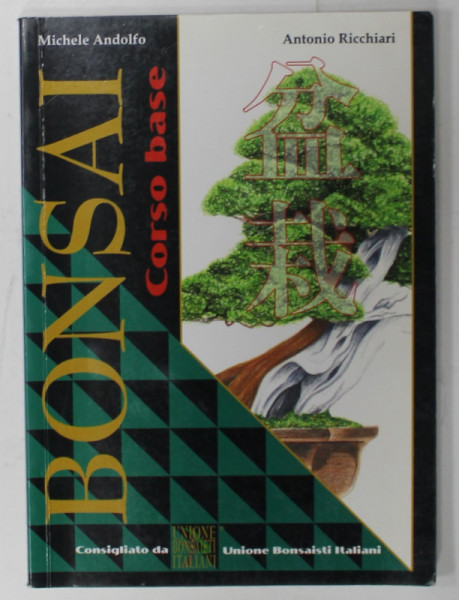 Michele Andolfo
Antonio Ricchiari
BONSAI
Corso base
盆
栽
Consigliato da
UNIONE
BONSAISTI
ITALIANI
Unione Bonsaisti Italiani